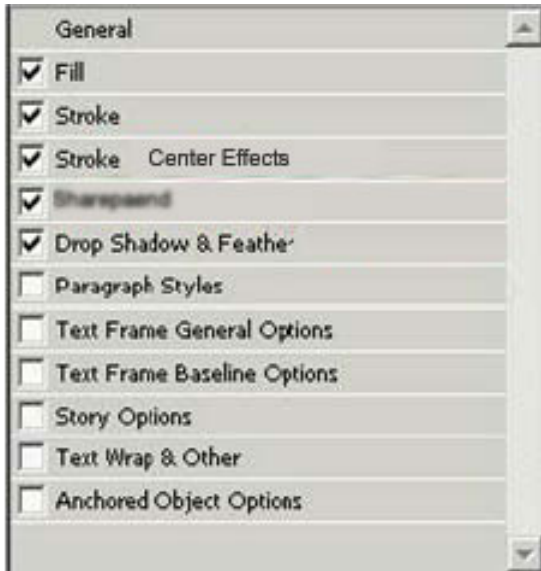 General
Fill
Stroke
Stroke Center Effects
Drop Shadow & Feather
Paragraph Styles
Text Frame General Options
Text Frame Baseline Options
Story Options
Text Wrap & Other
Anchored Object Options